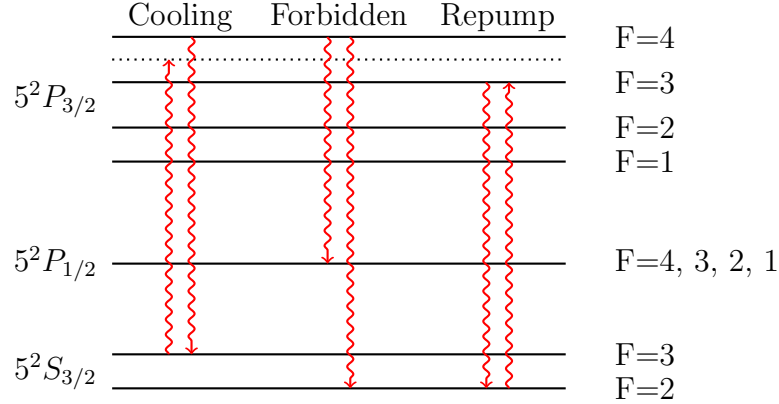 Cooling Forbidden Repump
F=4
F=3
5²P₃/₂
F=2
F=1
5²P₁/₂ F=4, 3, 2, 1
F=3
5²S₃/₂
F=2